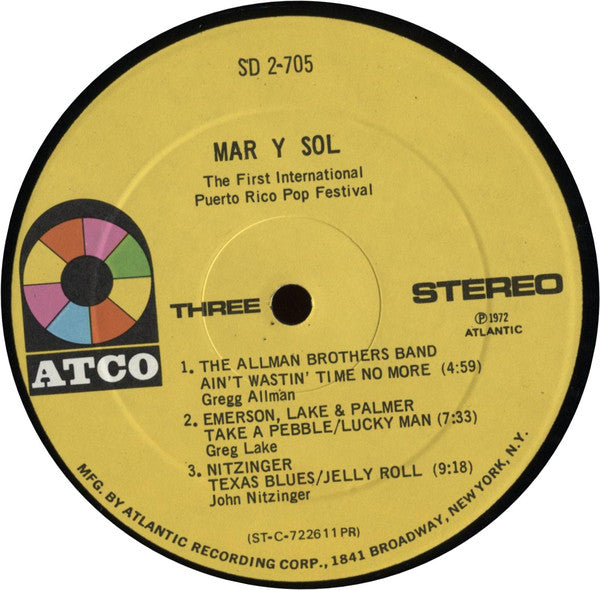 SD 2-705
MAR Y SOL
The First International
Puerto Rico Pop Festival
ATCO
THREE
STEREO
Ⓟ1972
ATLANTIC
1. THE ALLMAN BROTHERS BAND
AIN'T WASTIN' TIME NO MORE (4:59)
Gregg Allman
2. EMERSON, LAKE & PALMER
TAKE A PEBBLE/LUCKY MAN (7:33)
Greg Lake
3. NITZINGER
TEXAS BLUES/JELLY ROLL (9:18)
John Nitzinger
(ST-C-722611PR)
MFG. BY ATLANTIC RECORDING CORP., 1841 BROADWAY, NEW YORK, N.Y.